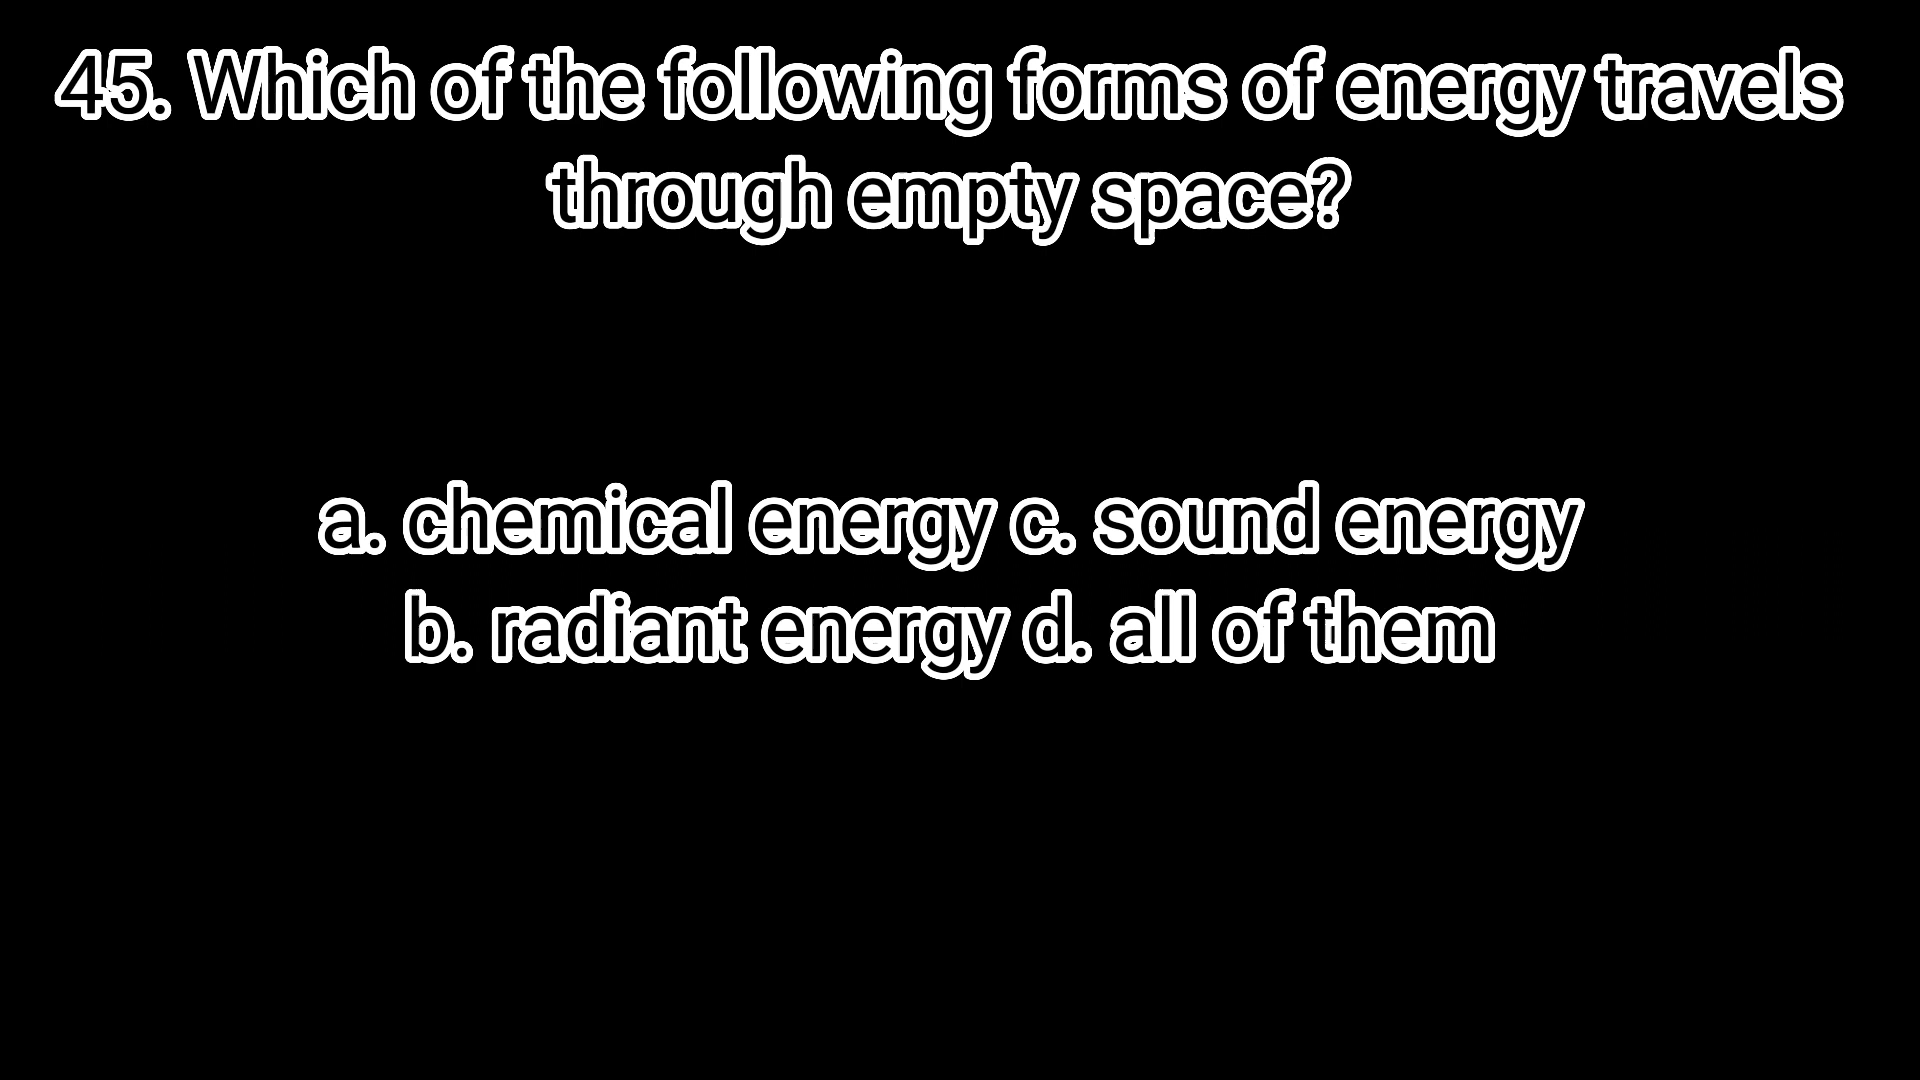 45. Which of the following forms of energy travels
through empty space?
a. chemical energy c. sound energy
b. radiant energy d. all of them